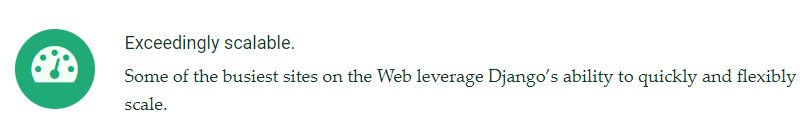 Exceedingly scalable.
Some of the busiest sites on the Web leverage Django’s ability to quickly and flexibly
scale.